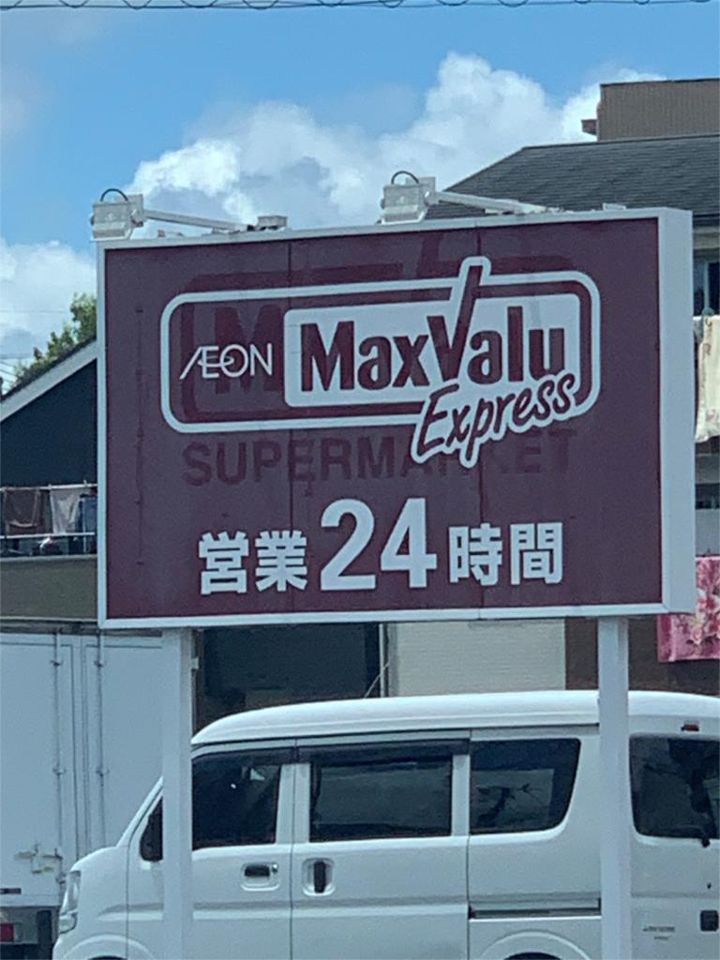 ÆON MaxValu
Express
SUPERMARKET
営業24時間